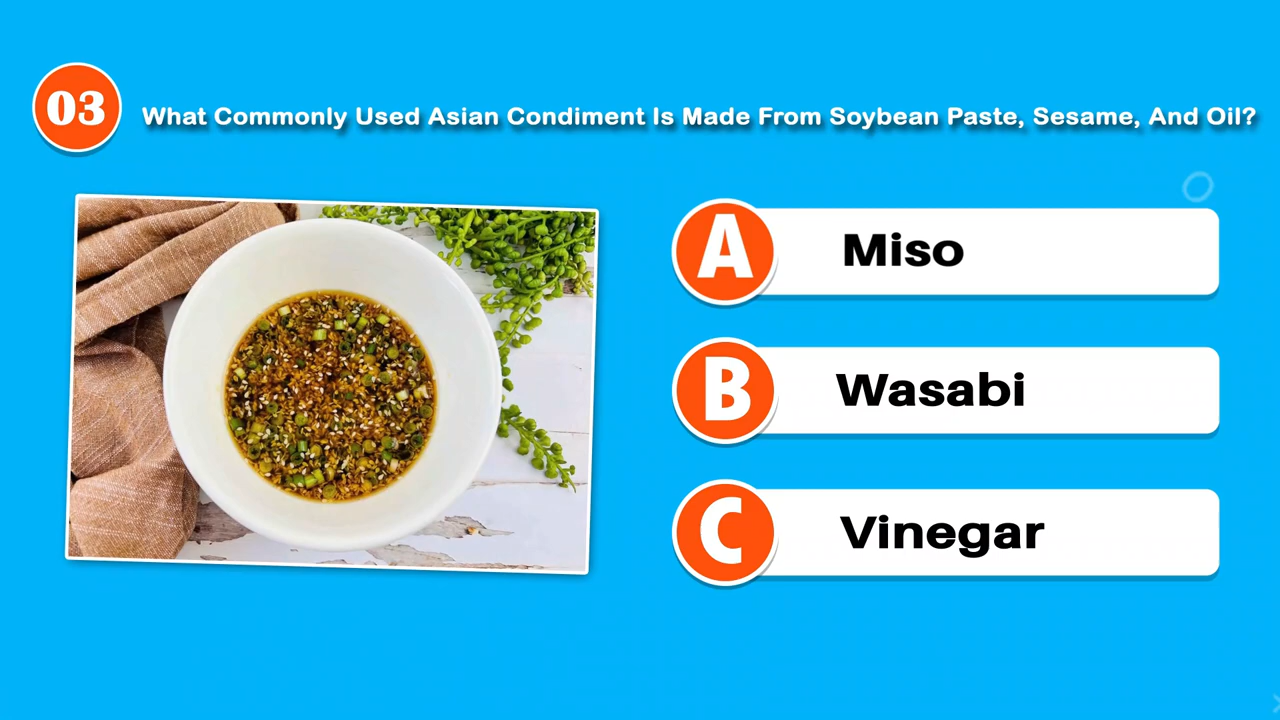 03
What Commonly Used Asian Condiment Is Made From Soybean Paste, Sesame, And Oil?
A Miso
B Wasabi
C Vinegar